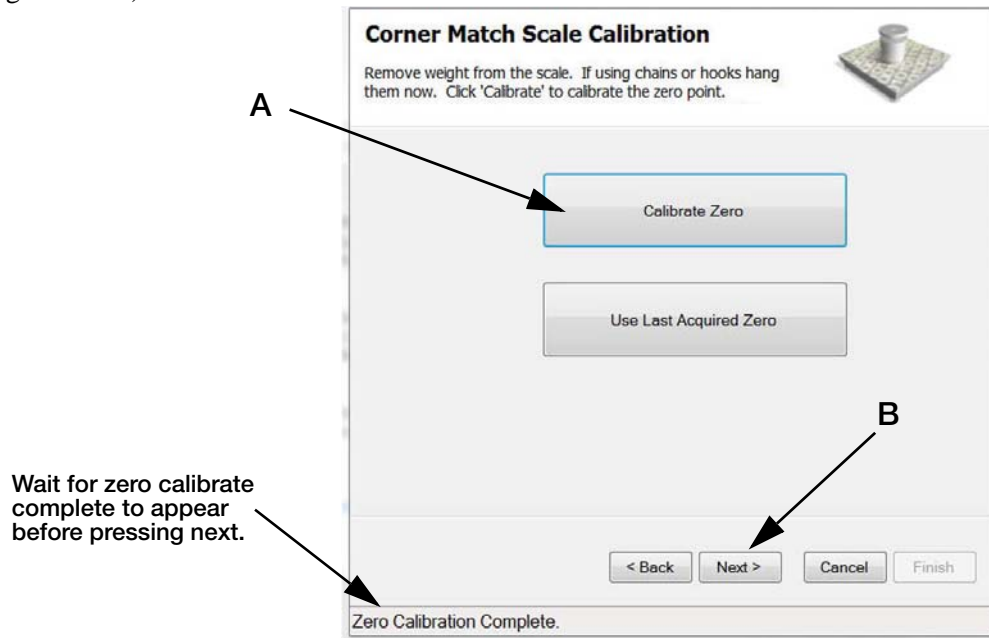 Corner Match Scale Calibration
Remove weight from the scale. If using chains or hooks hang
them now. Click 'Calibrate' to calibrate the zero point.
A
Calibrate Zero
Use Last Acquired Zero
B
Wait for zero calibrate
complete to appear
before pressing next.
< Back Next > Cancel Finish
Zero Calibration Complete.